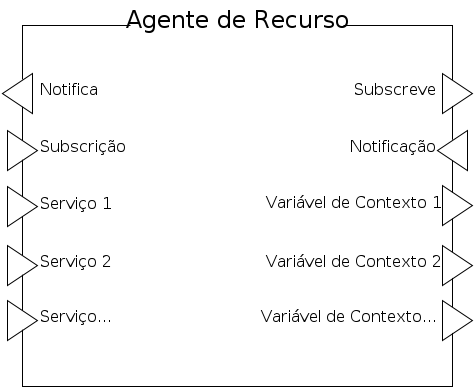 Agente de Recurso
Notifica
Subscreve
Subscrição
Notificação
Serviço 1
Variável de Contexto 1
Serviço 2
Variável de Contexto 2
Serviço...
Variável de Contexto...